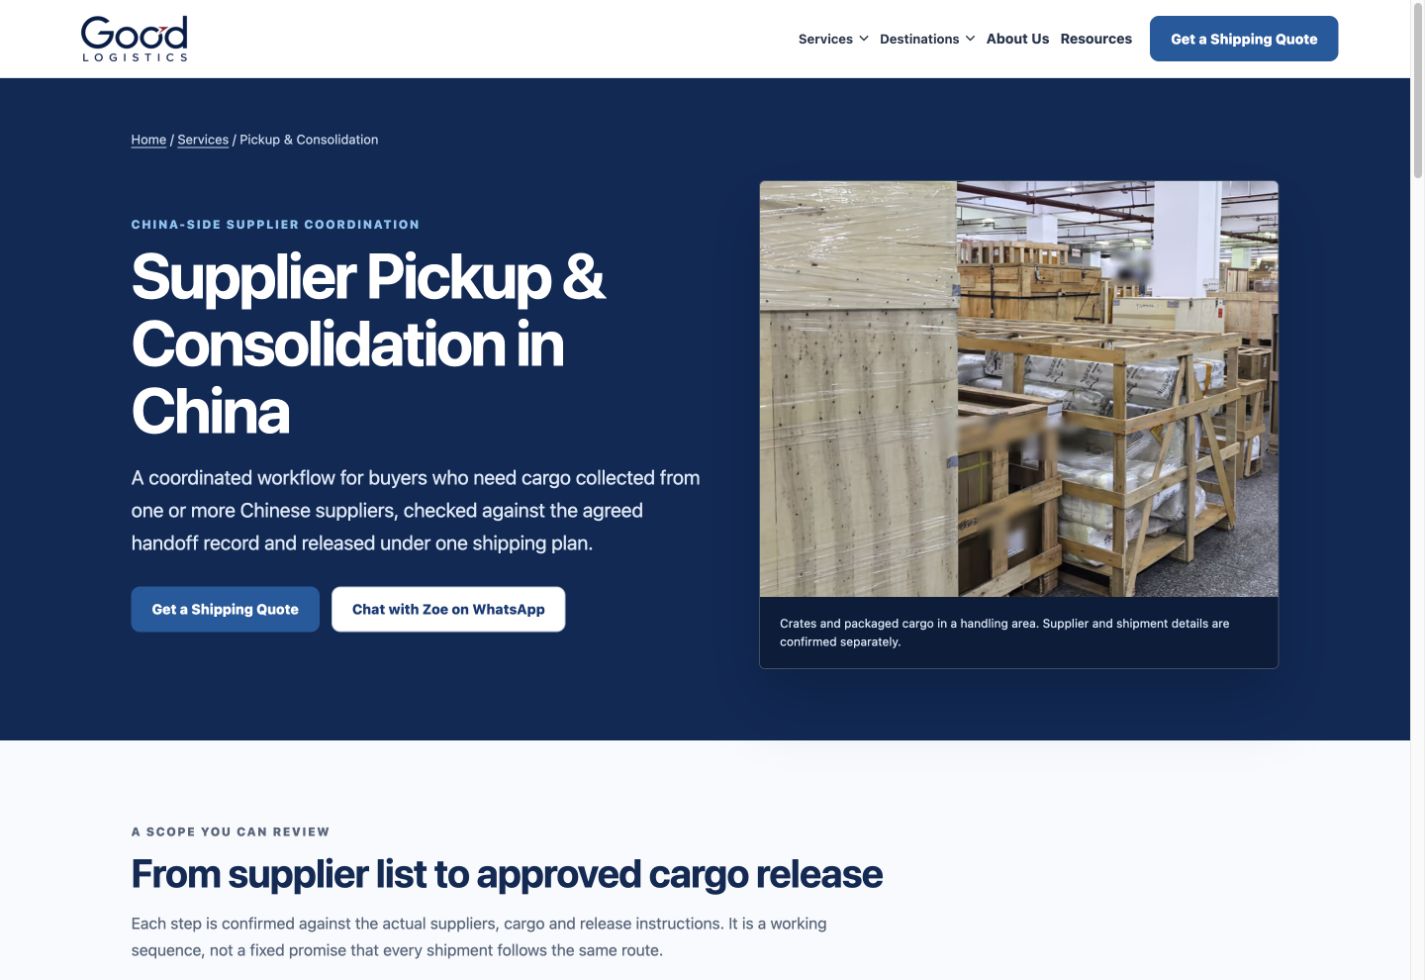 Good
LOGISTICS
Services
Destinations
About Us
Resources
Get a Shipping Quote
Home / Services / Pickup & Consolidation
CHINA-SIDE SUPPLIER COORDINATION
Supplier Pickup &
Consolidation in
China
A coordinated workflow for buyers who need cargo collected from
one or more Chinese suppliers, checked against the agreed
handoff record and released under one shipping plan.
Get a Shipping Quote
Chat with Zoe on WhatsApp
Crates and packaged cargo in a handling area. Supplier and shipment details are
confirmed separately.
A SCOPE YOU CAN REVIEW
From supplier list to approved cargo release
Each step is confirmed against the actual suppliers, cargo and release instructions. It is a working
sequence, not a fixed promise that every shipment follows the same route.